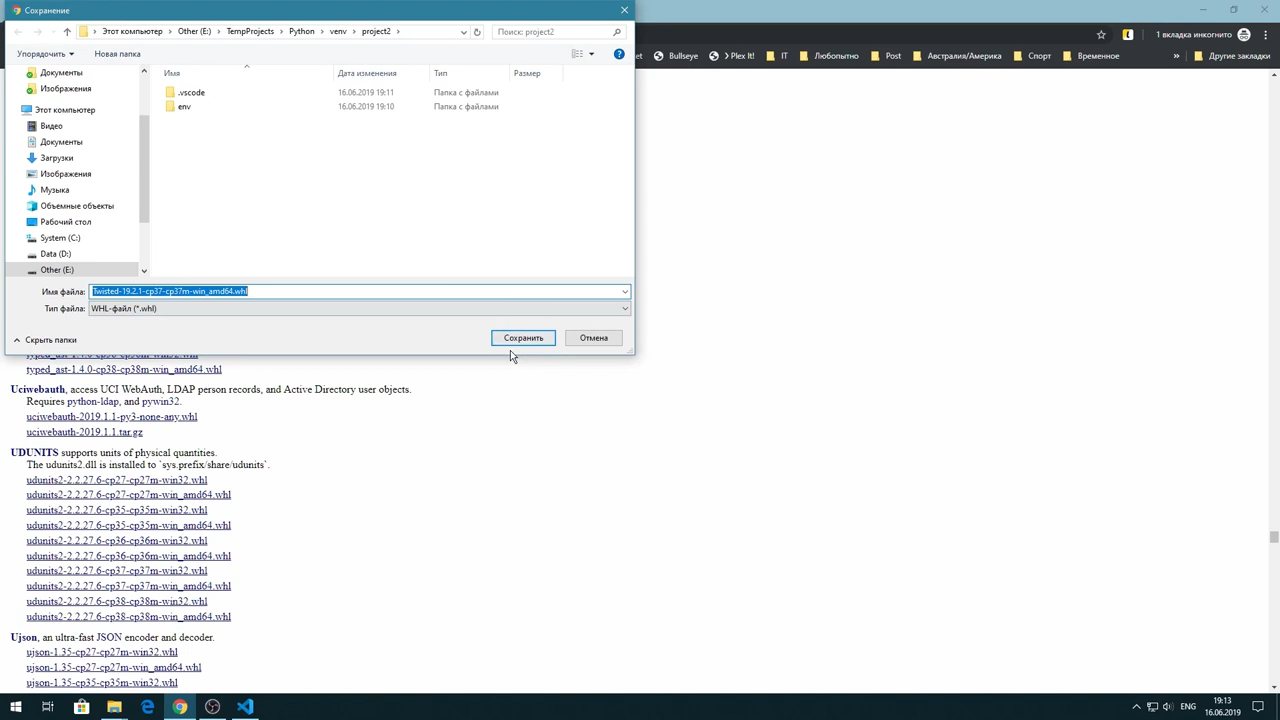 Сохранение
Этот компьютер
Other (E:)
TempProjects
Python
venv
project2
Поиск: project2
Упорядочить
Новая папка
1 вкладка инкогнито
Bullseye
> Plex It!
IT
Любопытно
Post
Австралия/Америка
Спорт
Временное
»
Другие закладки
Имя
Дата изменения
Тип
Размер
.vscode
16.06.2019 19:11
Папка с файлами
env
16.06.2019 19:10
Папка с файлами
Документы
Изображения
Этот компьютер
Видео
Документы
Загрузки
Изображения
Музыка
Объемные объекты
Рабочий стол
System (C:)
Data (D:)
Other (E:)
Имя файла:
Twisted-19.2.1-cp37-cp37m-win_amd64.whl
Тип файла:
WHL-файл (*.whl)
Скрыть папки
Сохранить
Отмена
typed_ast-1.4.0-cp38-cp38m-win32.whl
typed_ast-1.4.0-cp38-cp38m-win_amd64.whl
Uciwebauth, access UCI WebAuth, LDAP person records, and Active Directory user objects.
Requires python-ldap, and pywin32.
uciwebauth-2019.1.1-py3-none-any.whl
uciwebauth-2019.1.1.tar.gz
UDUNITS supports units of physical quantities.
The udunits2.dll is installed to `sys.prefix/share/udunits`.
udunits2-2.2.27.6-cp27-cp27m-win32.whl
udunits2-2.2.27.6-cp27-cp27m-win_amd64.whl
udunits2-2.2.27.6-cp35-cp35m-win32.whl
udunits2-2.2.27.6-cp35-cp35m-win_amd64.whl
udunits2-2.2.27.6-cp36-cp36m-win32.whl
udunits2-2.2.27.6-cp36-cp36m-win_amd64.whl
udunits2-2.2.27.6-cp37-cp37m-win32.whl
udunits2-2.2.27.6-cp37-cp37m-win_amd64.whl
udunits2-2.2.27.6-cp38-cp38m-win32.whl
udunits2-2.2.27.6-cp38-cp38m-win_amd64.whl
Ujson, an ultra-fast JSON encoder and decoder.
ujson-1.35-cp27-cp27m-win32.whl
ujson-1.35-cp27-cp27m-win_amd64.whl
ujson-1.35-cp35-cp35m-win32.whl
ENG
19:13
16.06.2019